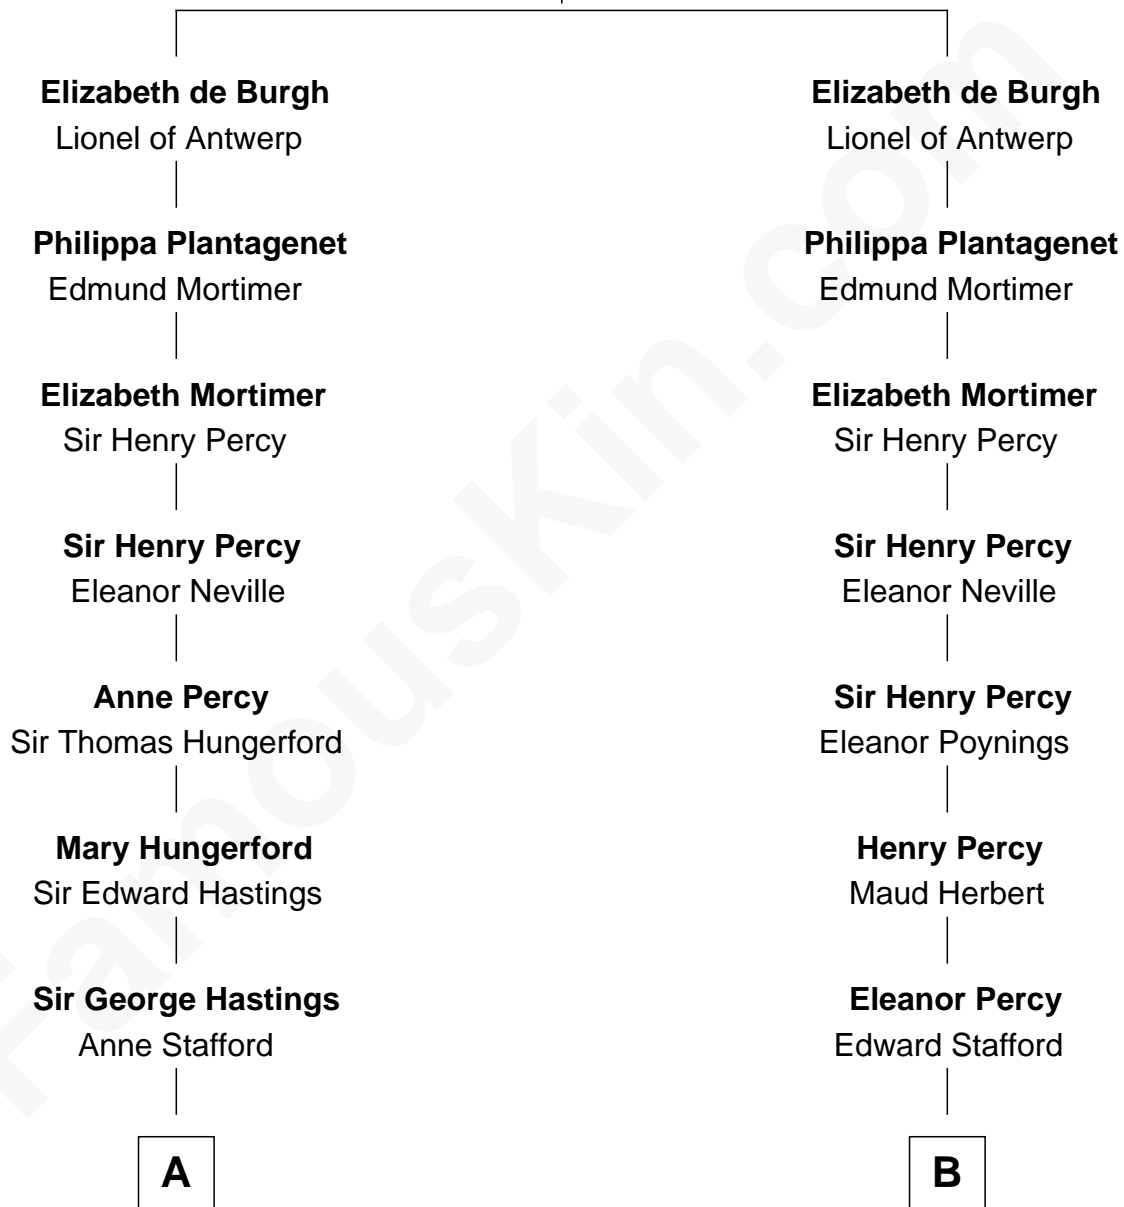 Elizabeth de Burgh
Lionel of Antwerp
Philippa Plantagenet
Edmund Mortimer
Elizabeth Mortimer
Sir Henry Percy
Sir Henry Percy
Eleanor Neville
Anne Percy
Sir Thomas Hungerford
Mary Hungerford
Sir Edward Hastings
Sir George Hastings
Anne Stafford
A
Elizabeth de Burgh
Lionel of Antwerp
Philippa Plantagenet
Edmund Mortimer
Elizabeth Mortimer
Sir Henry Percy
Sir Henry Percy
Eleanor Neville
Sir Henry Percy
Eleanor Poynings
Henry Percy
Maud Herbert
Eleanor Percy
Edward Stafford
B
FamousKin.com